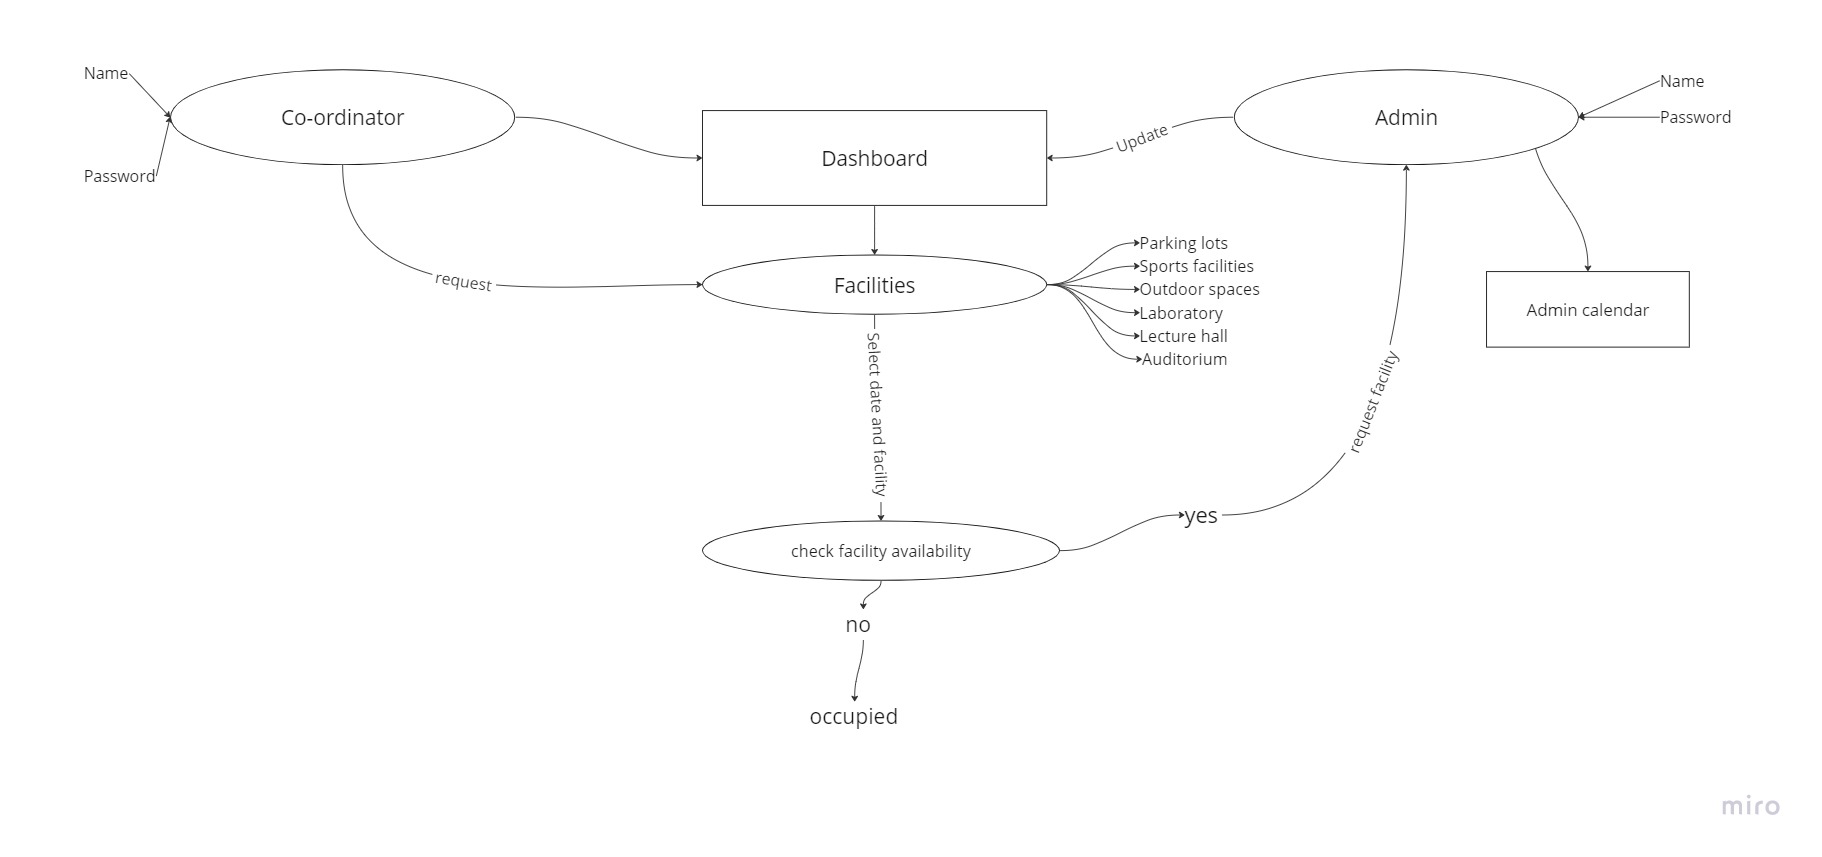 Name
Password
Co-ordinator
Dashboard
Update
Admin
Name
Password
request
Facilities
Parking lots
Sports facilities
Outdoor spaces
Laboratory
Lecture hall
Auditorium
Admin calendar
Select date and facility
request facility
check facility availability
yes
no
occupied
miro